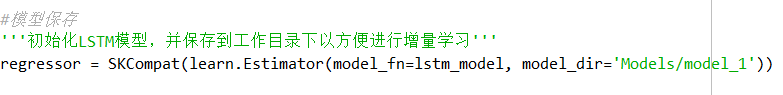 #模型保存
'''初始化LSTM模型，并保存到工作目录下以方便进行增量学习'''
regressor = SKCompat(learn.Estimator(model_fn=lstm_model, model_dir='Models/model_1'))